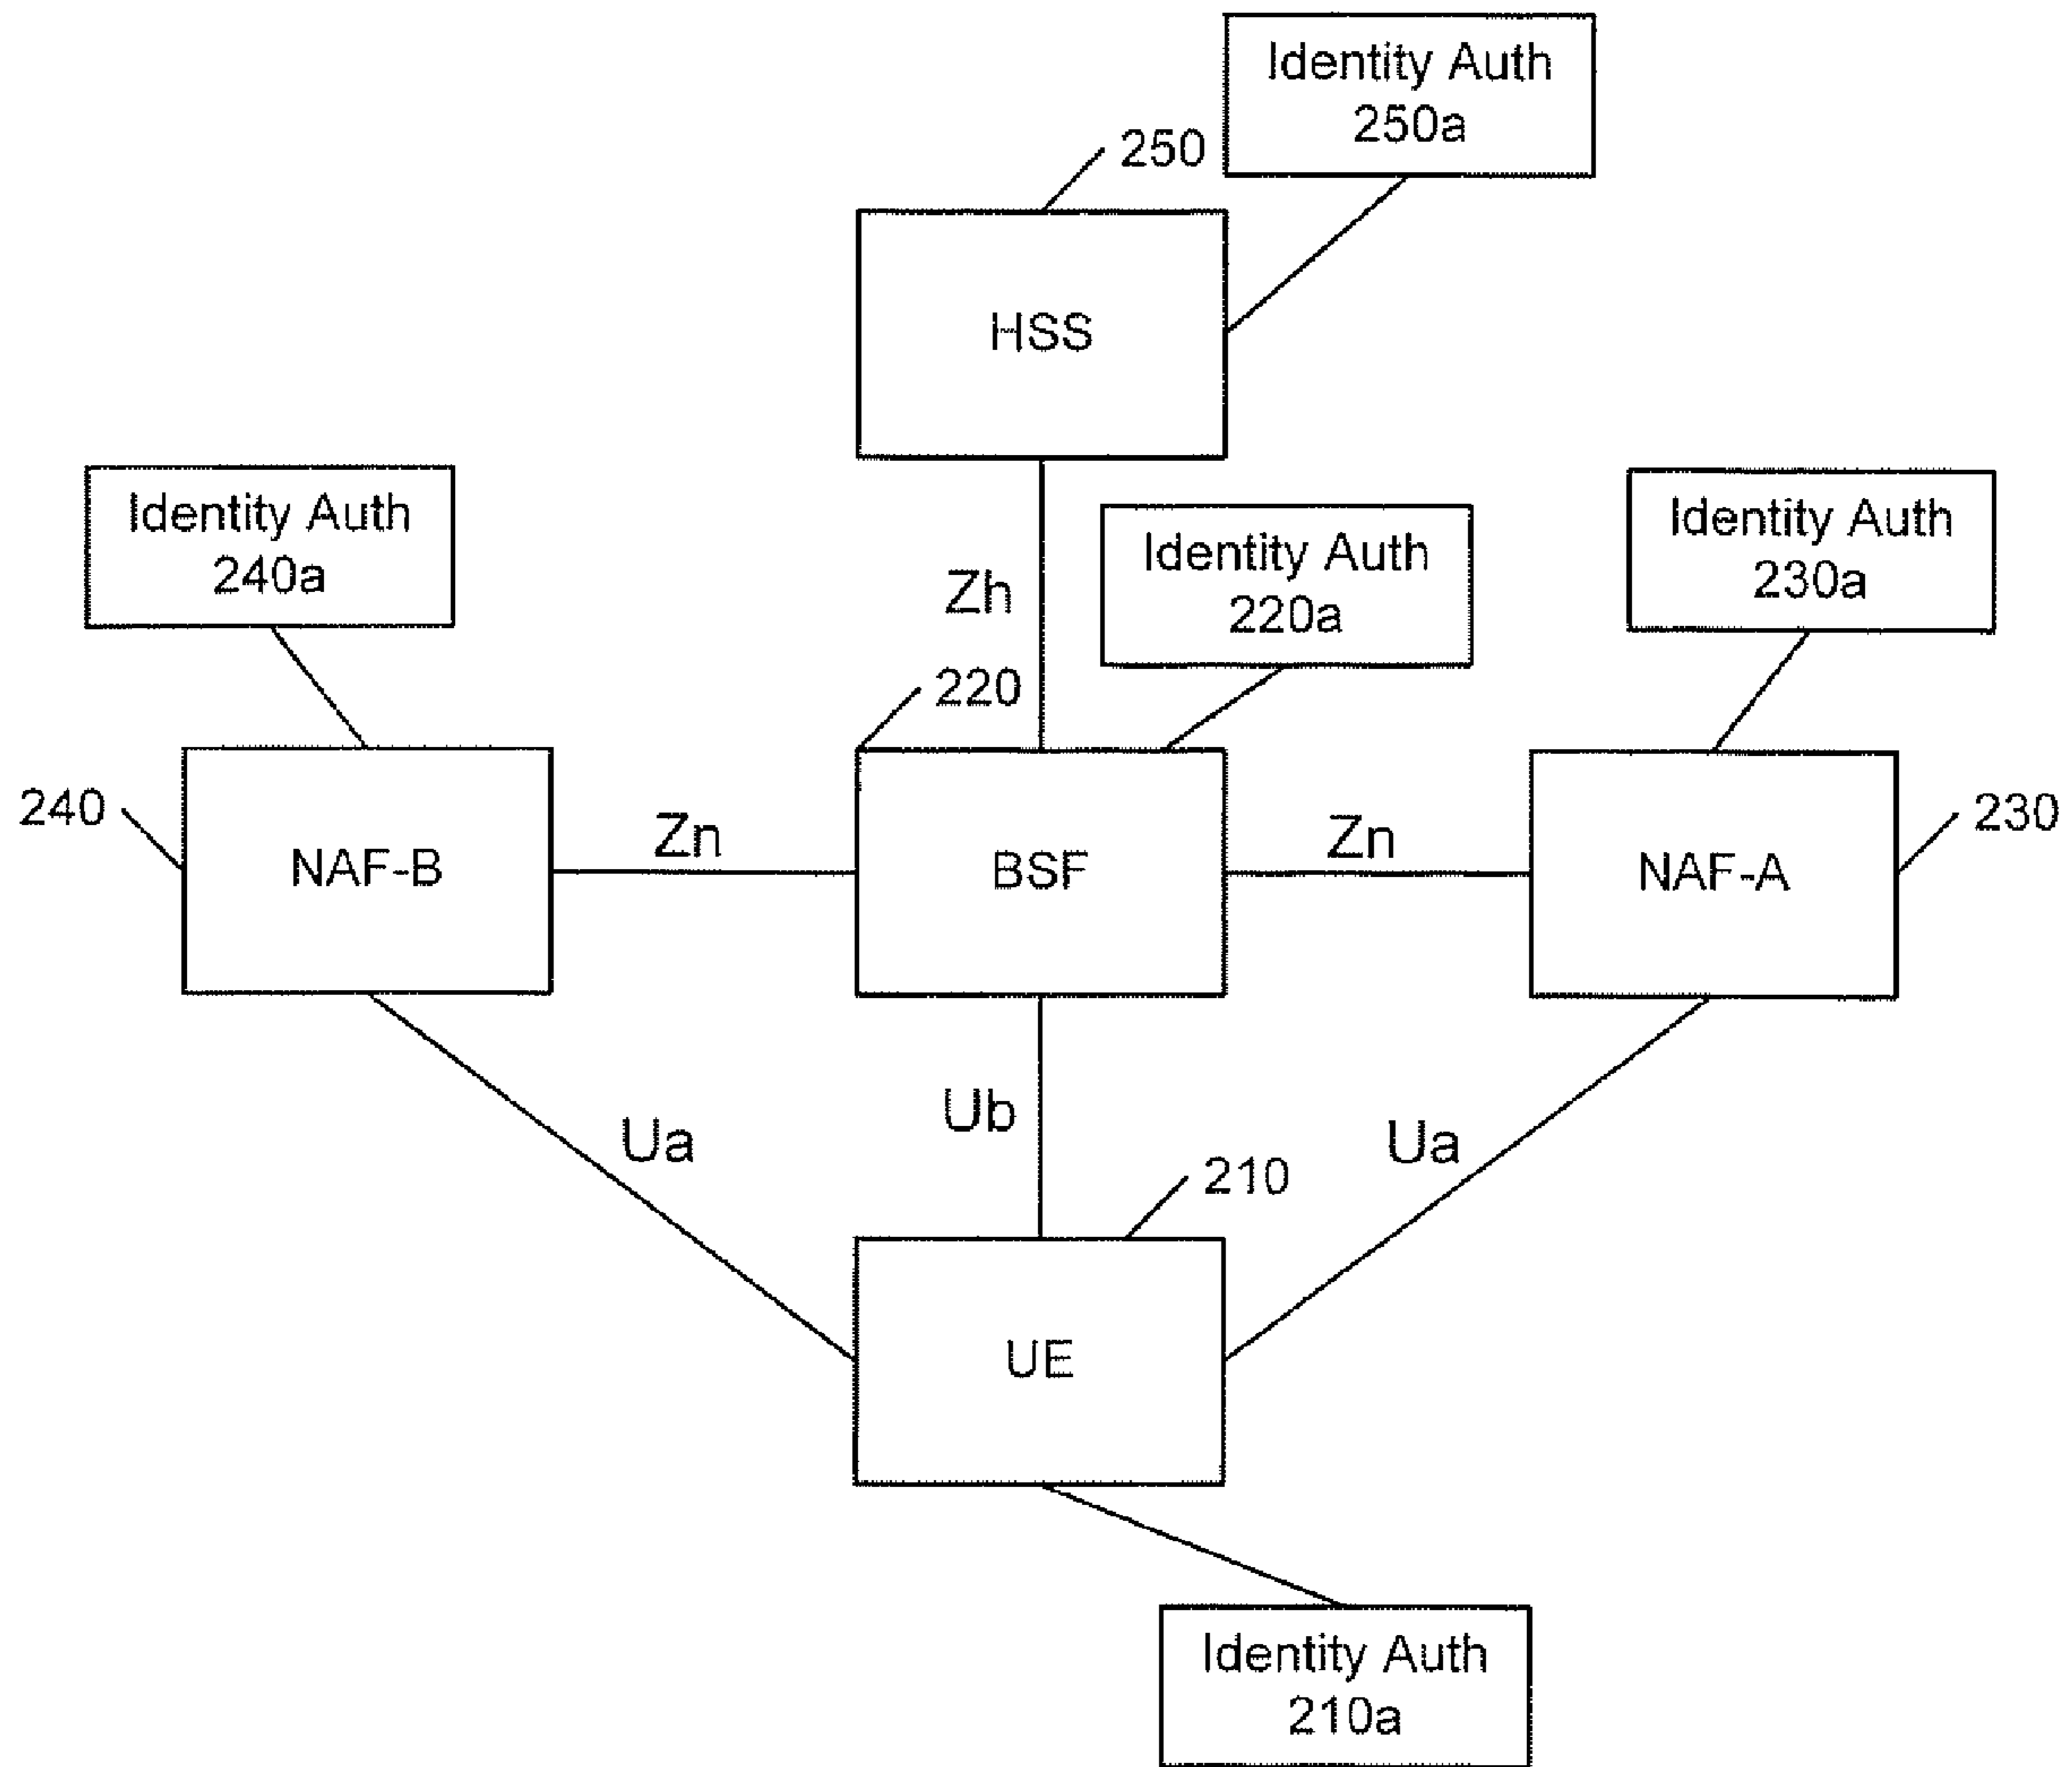 Identity Auth
250a
250
HSS
Identity Auth
240a
Identity Auth
220a
Identity Auth
230a
Zh
220
240
NAF-B
Zn
BSF
Zn
NAF-A
230
Ua
Ub
Ua
210
UE
Identity Auth
210a